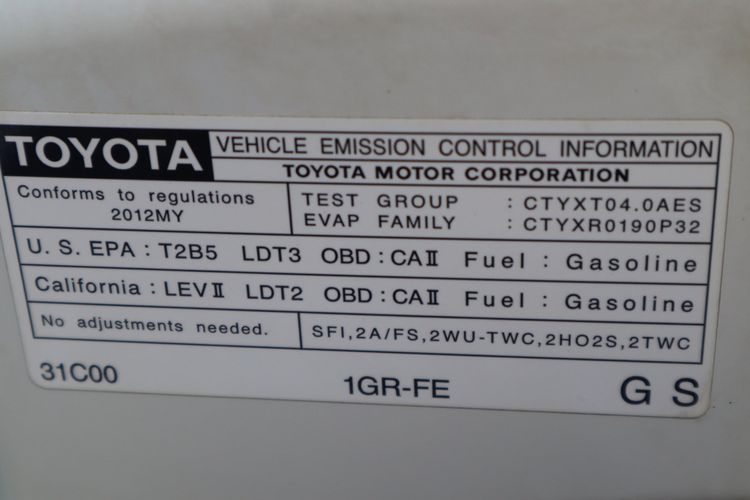 TOYOTA
VEHICLE EMISSION CONTROL INFORMATION
TOYOTA MOTOR CORPORATION
Conforms to regulations
2012MY
TEST GROUP : CTYXT04.0AES
EVAP FAMILY : CTYXR0190P32
U. S. EPA : T2B5 LDT3 OBD : CAⅡ Fuel : Gasoline
California : LEVⅡ LDT2 OBD : CAⅡ Fuel : Gasoline
No adjustments needed.
SFI,2A/FS,2WU-TWC,2HO2S,2TWC
31C00
1GR-FE
G S